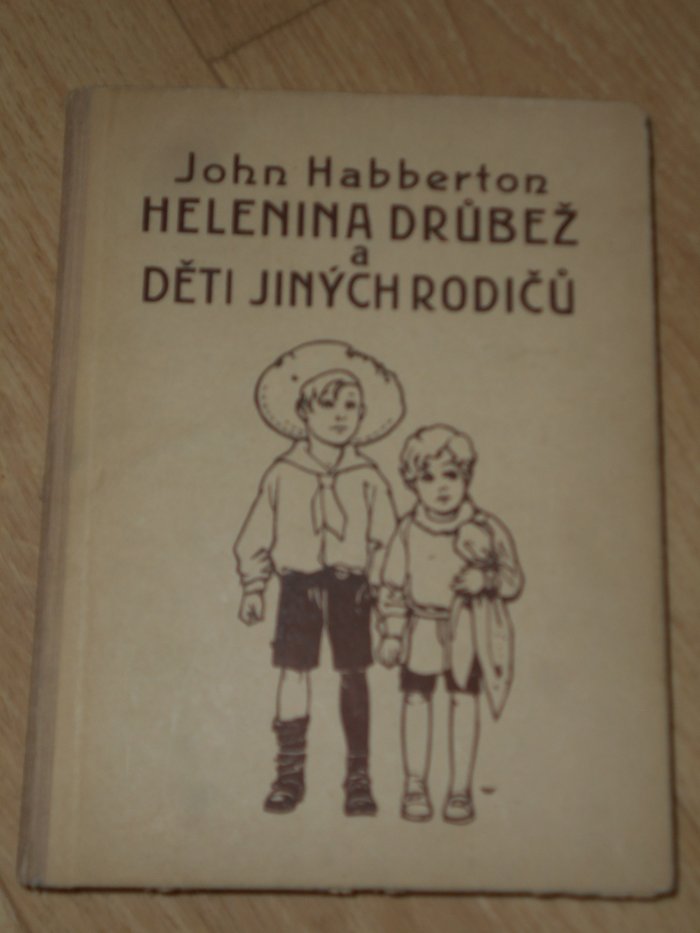 John Habberton
HELENINA DRŮBEŽ
a
DĚTI JINÝCH RODIČŮ